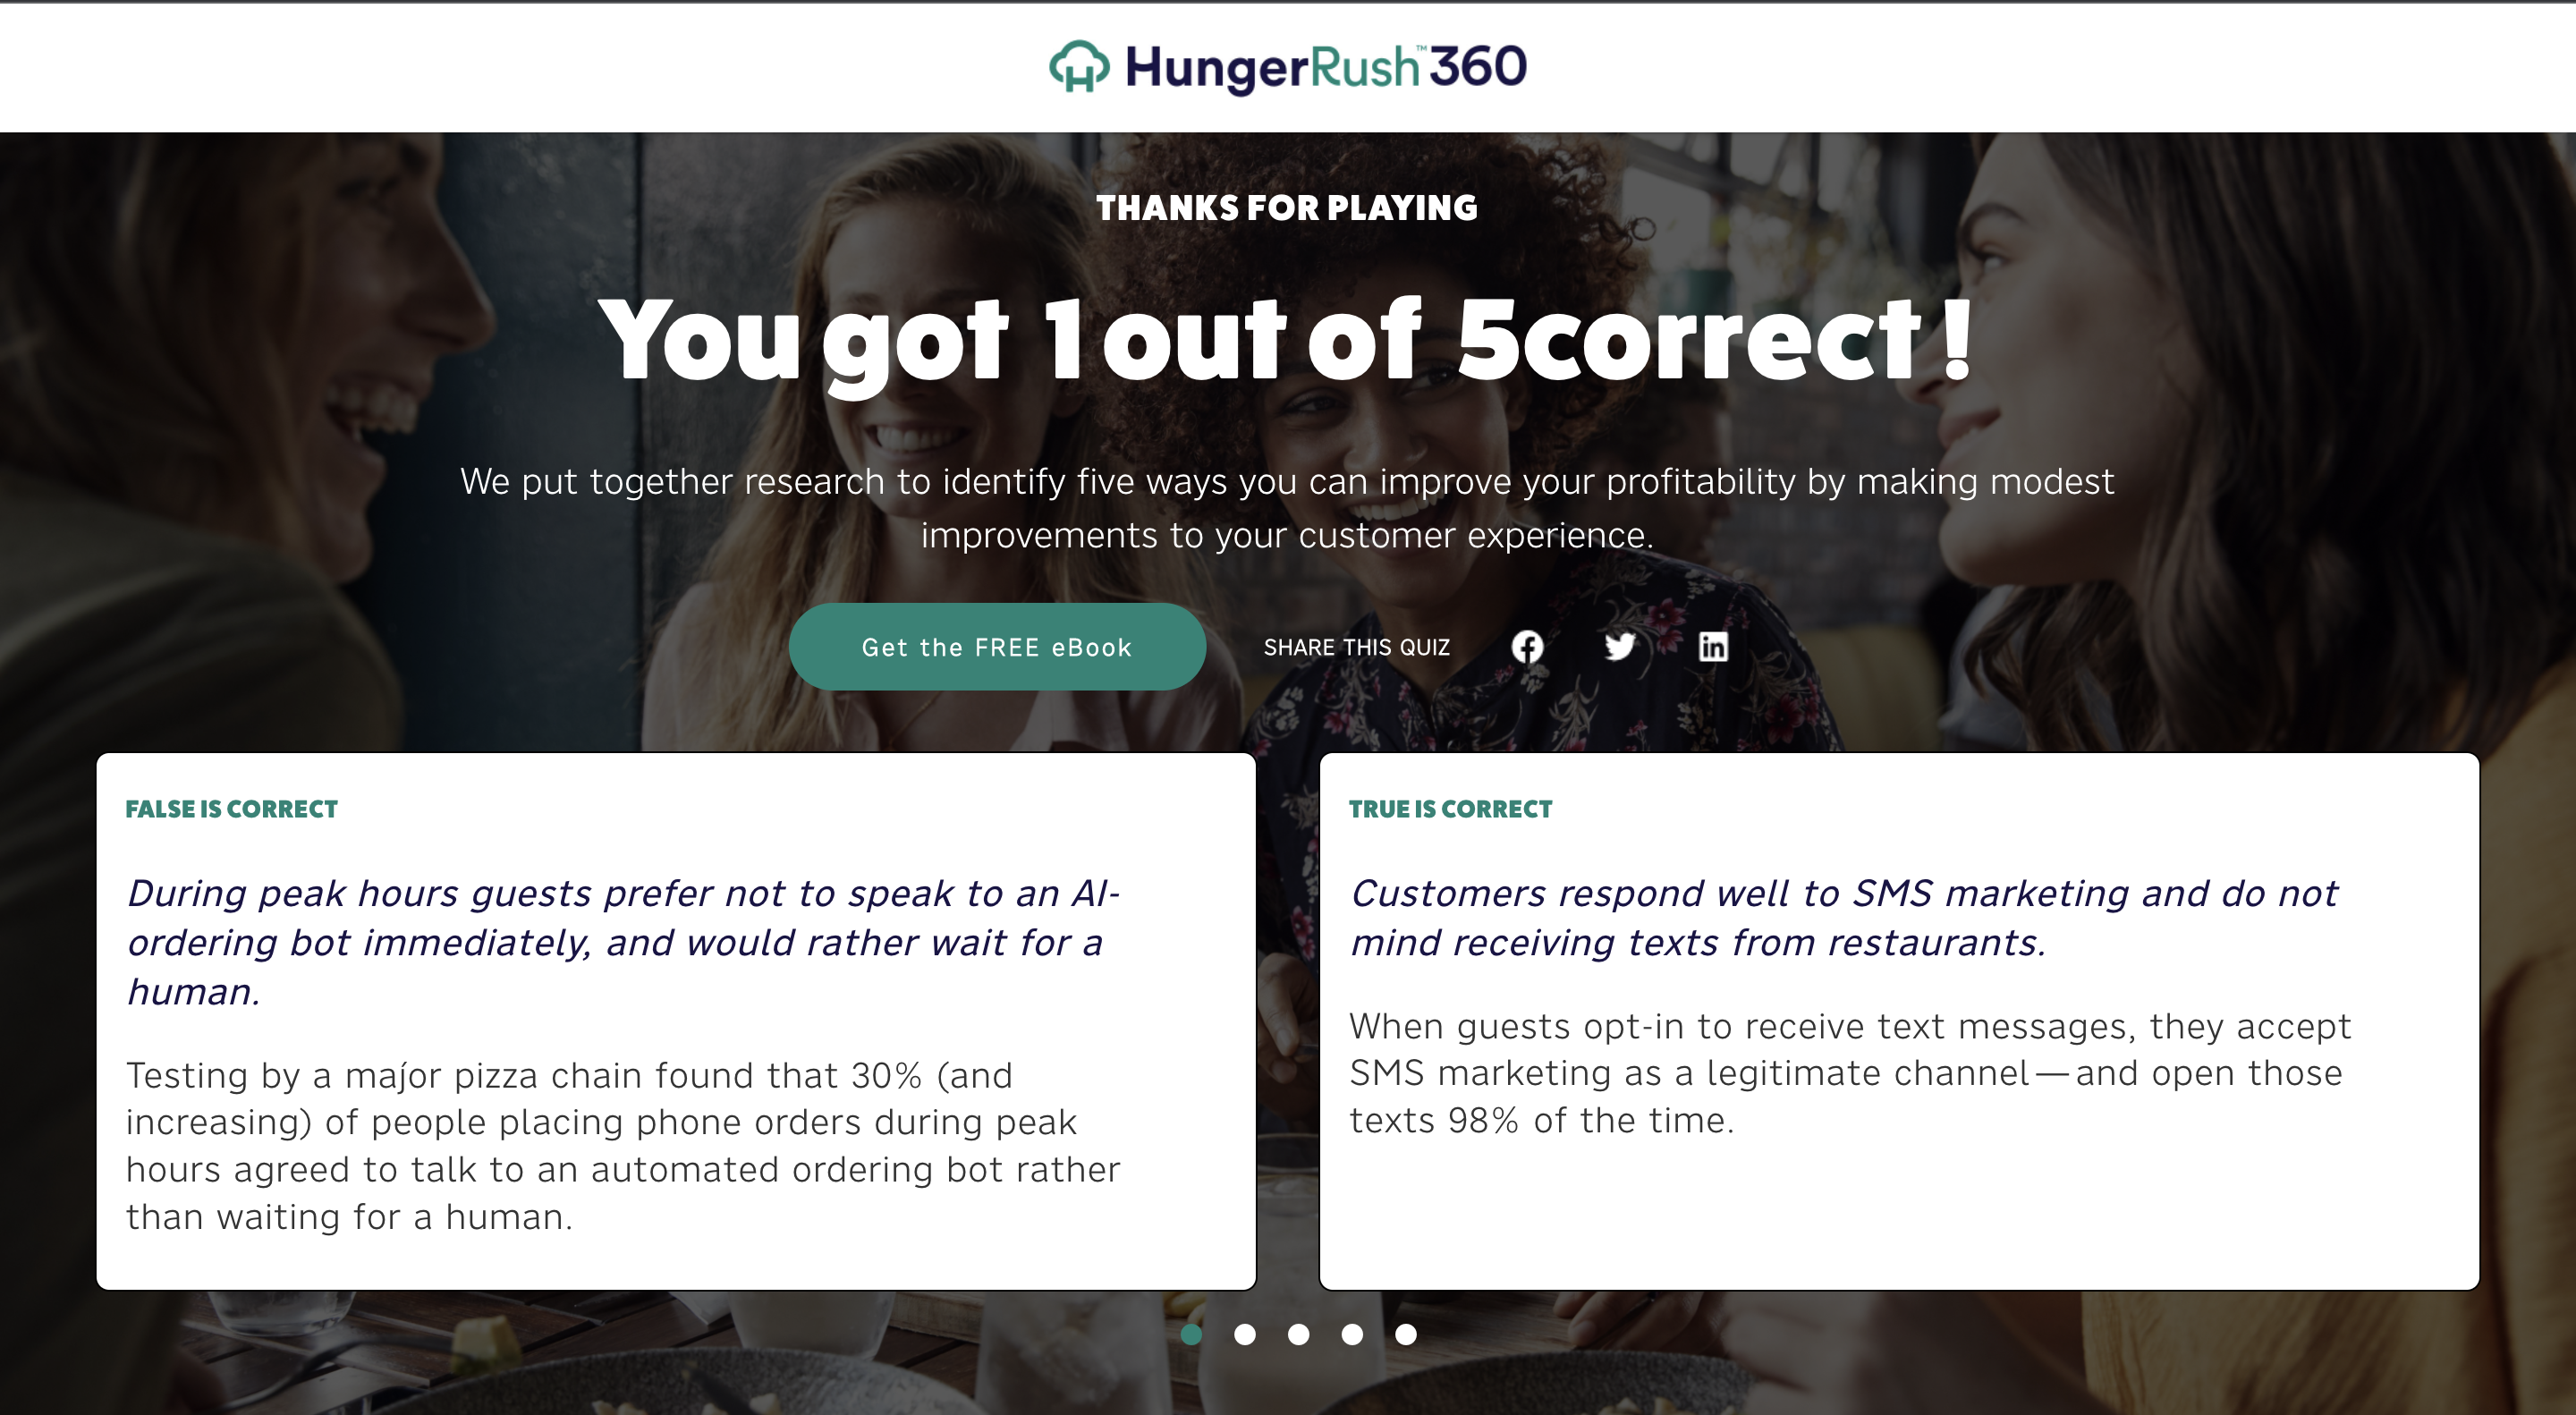 HungerRush™360
THANKS FOR PLAYING
You got 1 out of 5correct !
We put together research to identify five ways you can improve your profitability by making modest
improvements to your customer experience.
Get the FREE eBook
SHARE THIS QUIZ
FALSE IS CORRECT
During peak hours guests prefer not to speak to an AI-
ordering bot immediately, and would rather wait for a
human.
Testing by a major pizza chain found that 30% (and
increasing) of people placing phone orders during peak
hours agreed to talk to an automated ordering bot rather
than waiting for a human.
TRUE IS CORRECT
Customers respond well to SMS marketing and do not
mind receiving texts from restaurants.
When guests opt-in to receive text messages, they accept
SMS marketing as a legitimate channel—and open those
texts 98% of the time.